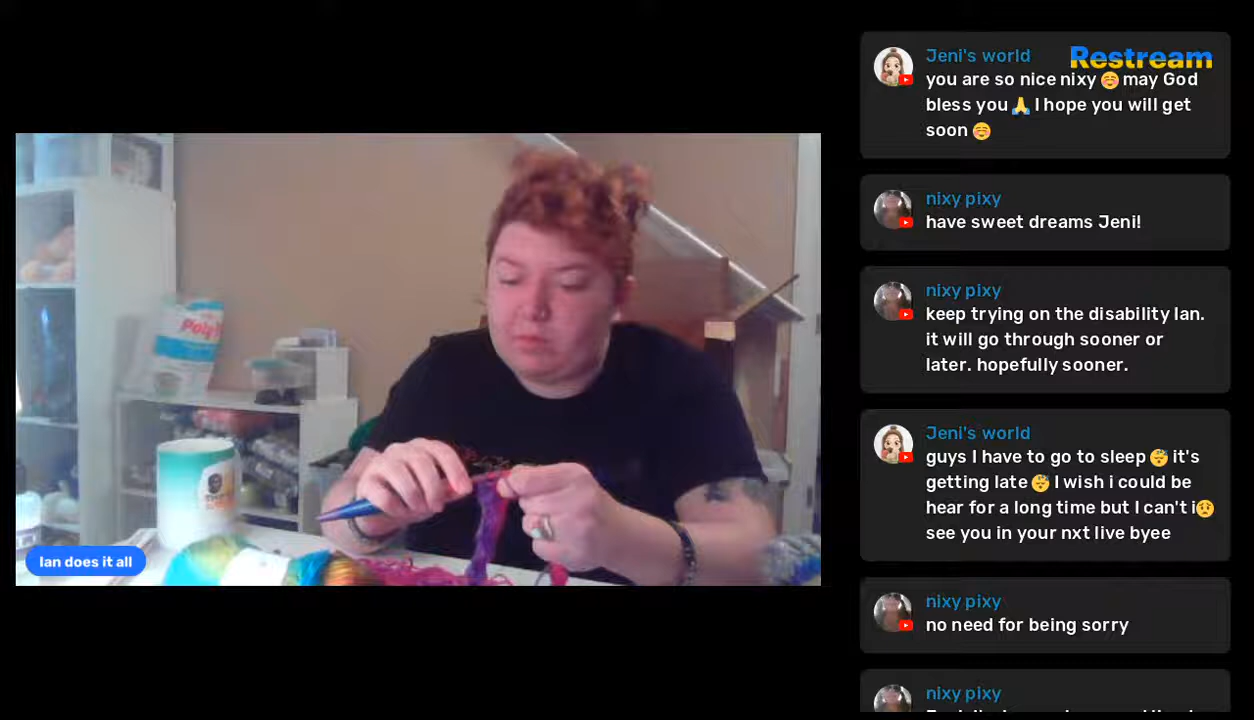 Restream
Jeni's world
you are so nice nixy ☺️ may God
bless you 🙏 I hope you will get
soon ☺️
nixy pixy
have sweet dreams Jeni!
nixy pixy
keep trying on the disability Ian.
it will go through sooner or
later. hopefully sooner.
Jeni's world
guys I have to go to sleep 😴 it's
getting late 😴 I wish i could be
hear for a long time but I can't i😟
see you in your nxt live byee
nixy pixy
no need for being sorry
nixy pixy
Ian does it all